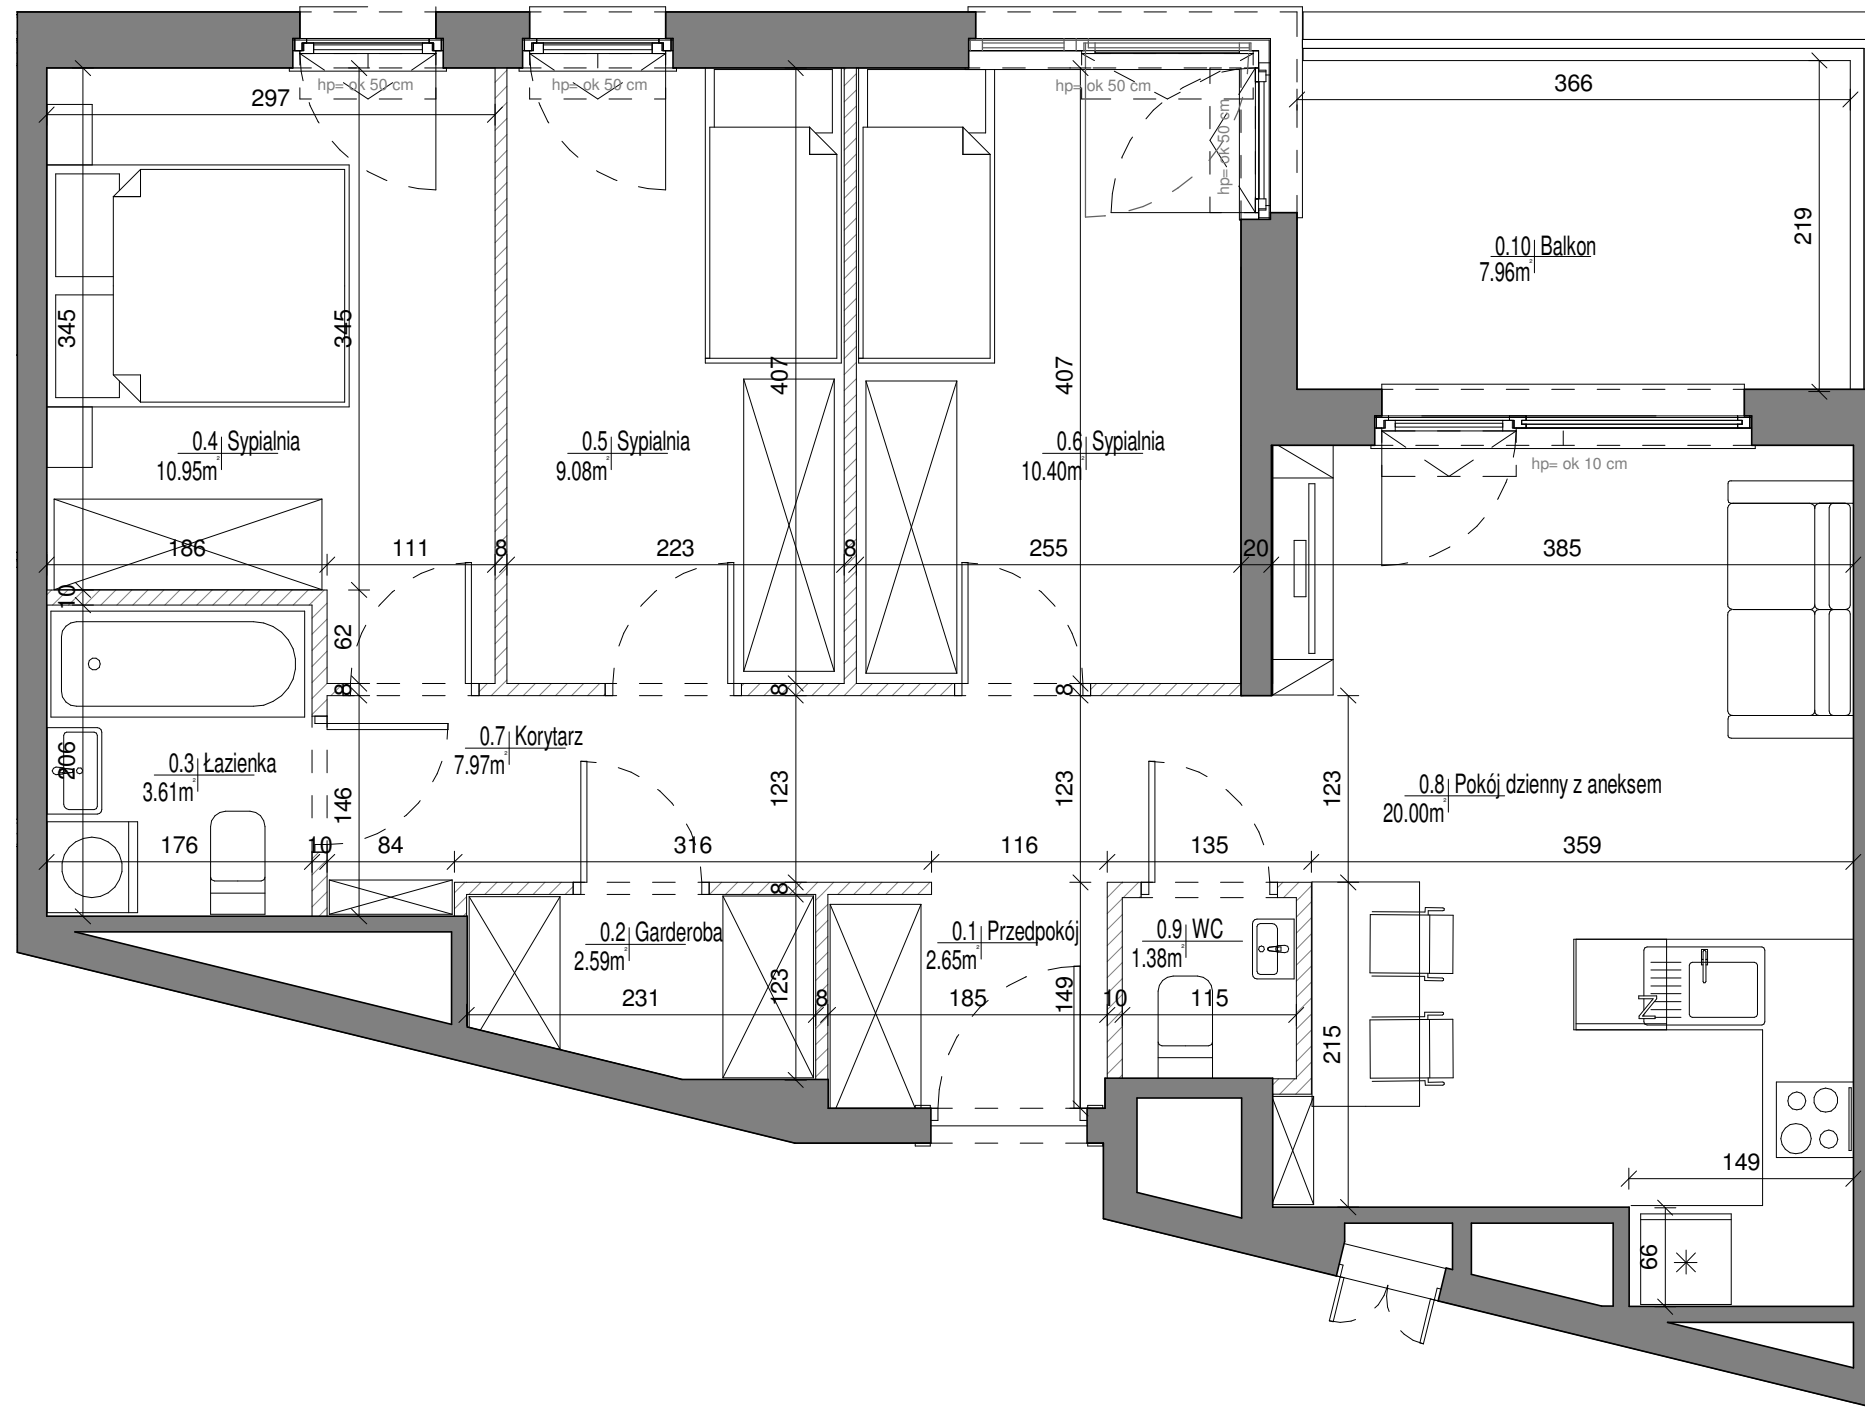 hp= ok 50 cm
hp= ok 50 cm
hp= ok 50 cm
hp= ok 50 cm
297
366
219
0.10 Balkon
7.96m²
345
345
407
407
0.4 Sypialnia
10.95m²
0.5 Sypialnia
9.08m²
0.6 Sypialnia
10.40m²
hp= ok 10 cm
186
111
8
223
8
255
20
385
10
62
8
8
8
206
0.3 Łazienka
3.61m²
0.7 Korytarz
7.97m²
146
123
123
123
0.8 Pokój dzienny z aneksem
20.00m²
176
10
84
316
116
135
359
8
0.2 Garderoba
2.59m²
0.1 Przedpokój
2.65m²
0.9 WC
1.38m²
123
149
231
8
185
10
115
Z
215
149
66